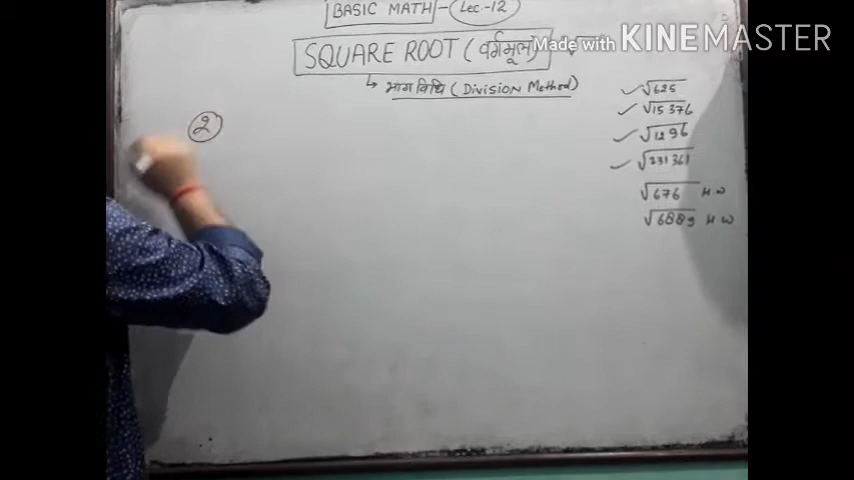 BASIC MATH - Lec.-12
SQUARE ROOT (वर्गमूल)
Made with KINEMASTER
↳ भाग विधि (Division Method)
✓ √625
✓ √15376
✓ √1296
✓ √231361
√676 H W
√6889 H W
2